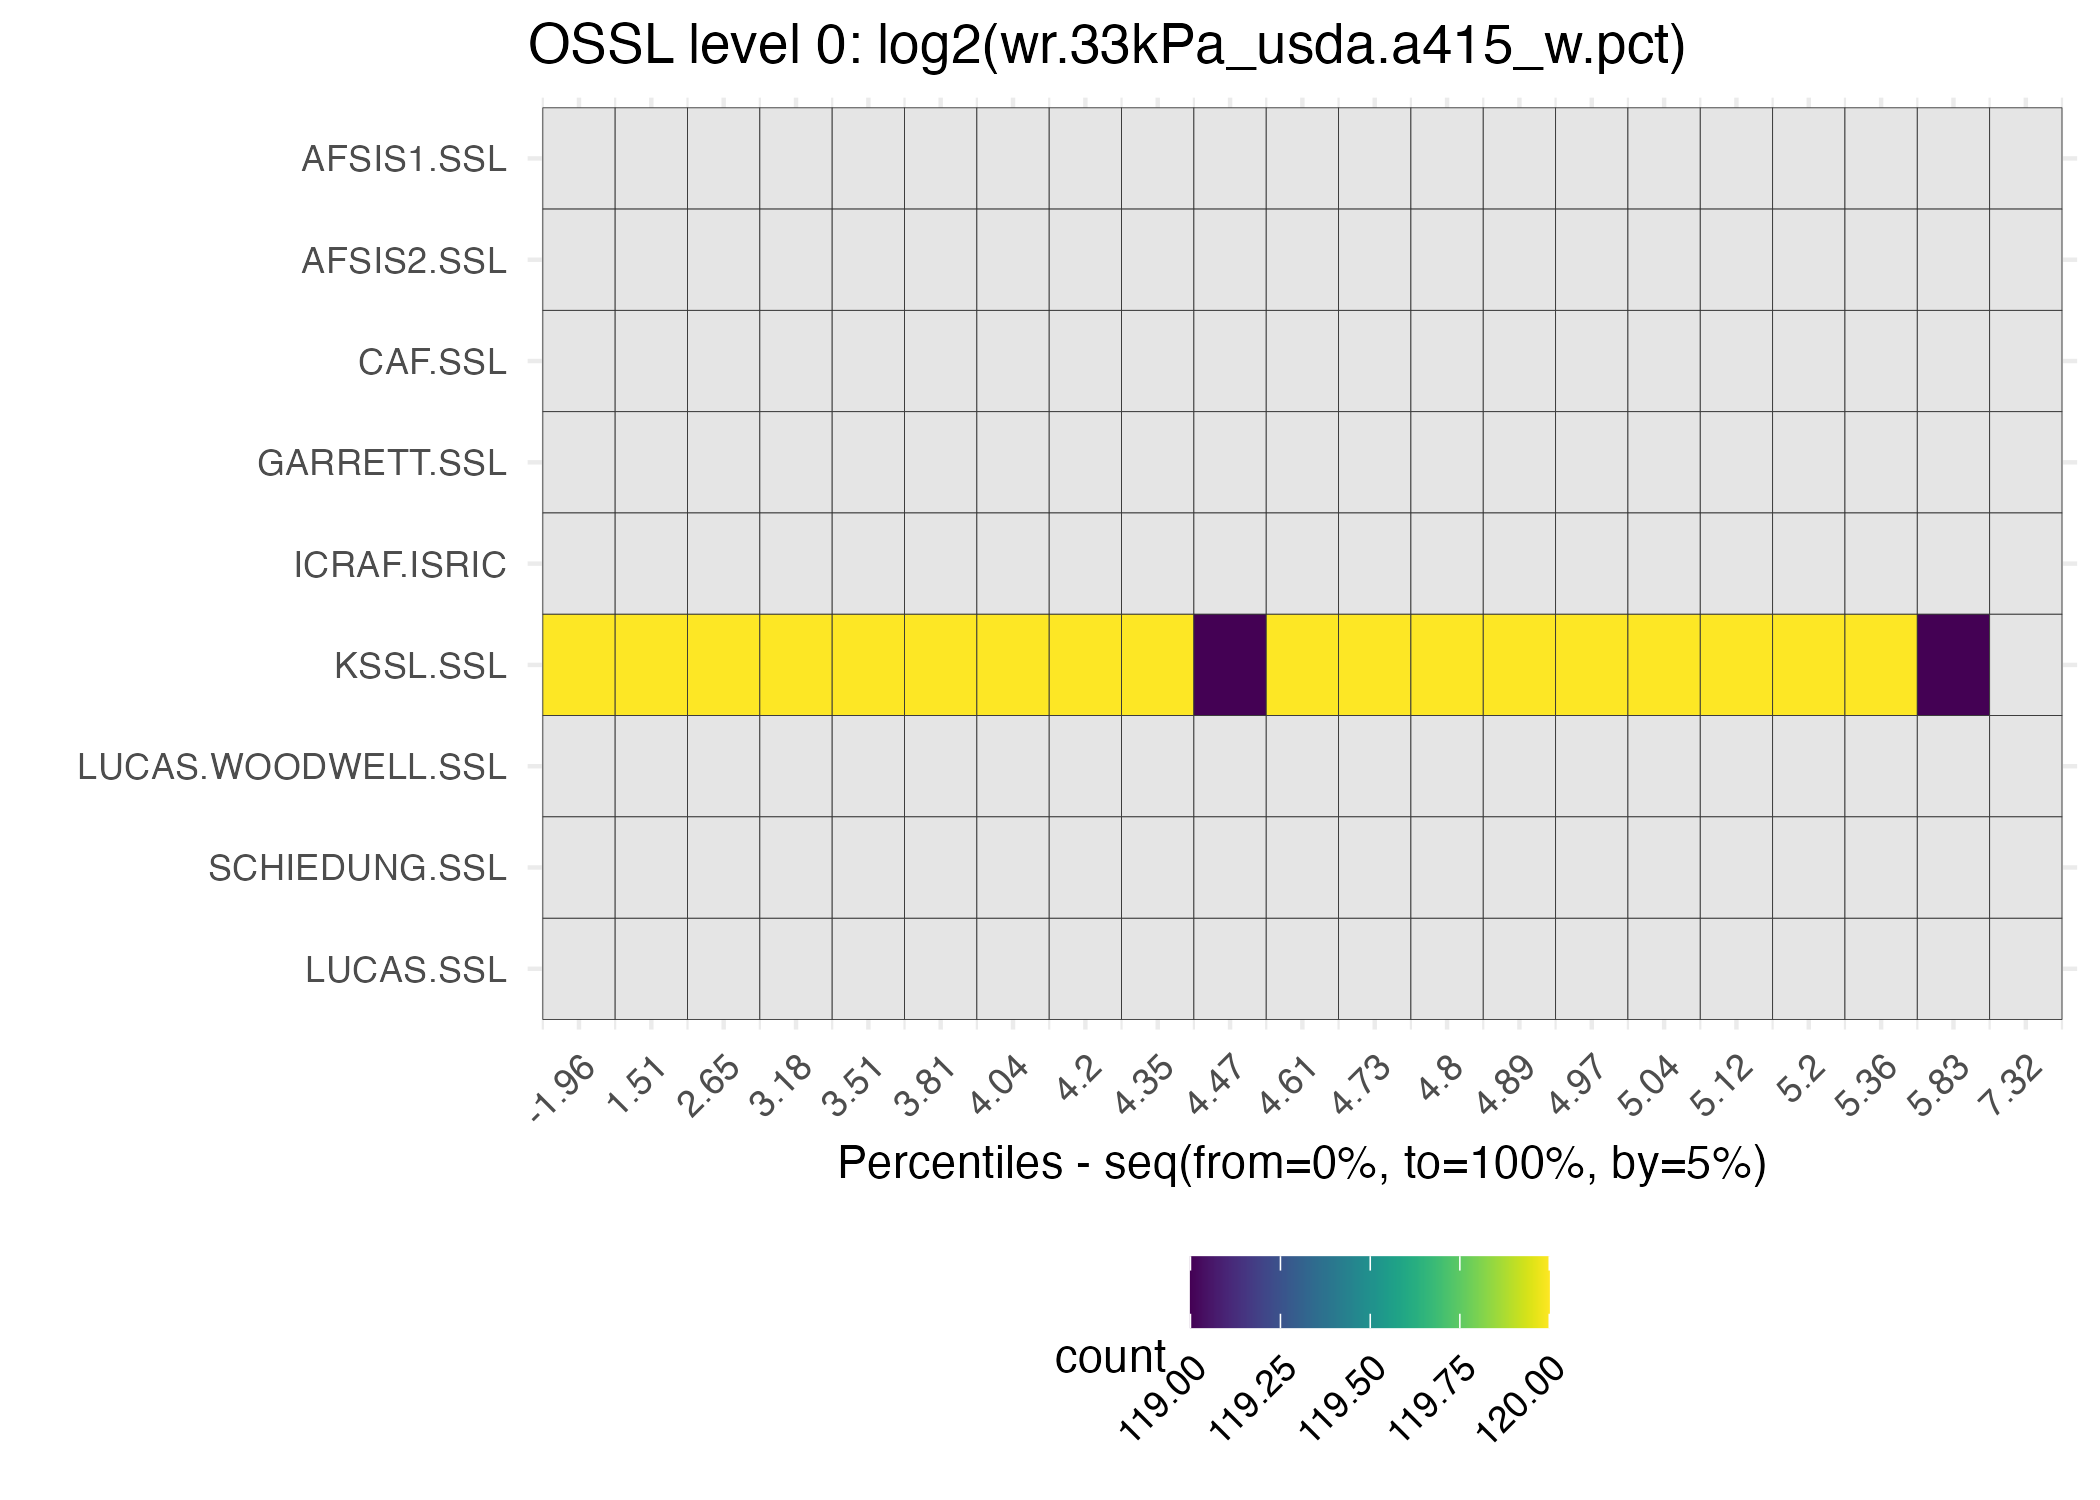 OSSL level 0: log2(wr.33kPa_usda.a415_w.pct)
AFSIS1.SSL
AFSIS2.SSL
CAF.SSL
GARRETT.SSL
ICRAF.ISRIC
KSSL.SSL
LUCAS.WOODWELL.SSL
SCHIEDUNG.SSL
LUCAS.SSL
-1.96 1.51 2.65 3.18 3.51 3.81 4.04 4.2 4.35 4.47 4.61 4.73 4.8 4.89 4.97 5.04 5.12 5.2 5.36 5.83 7.32
Percentiles - seq(from=0%, to=100%, by=5%)
count
119.00 119.25 119.50 119.75 120.00